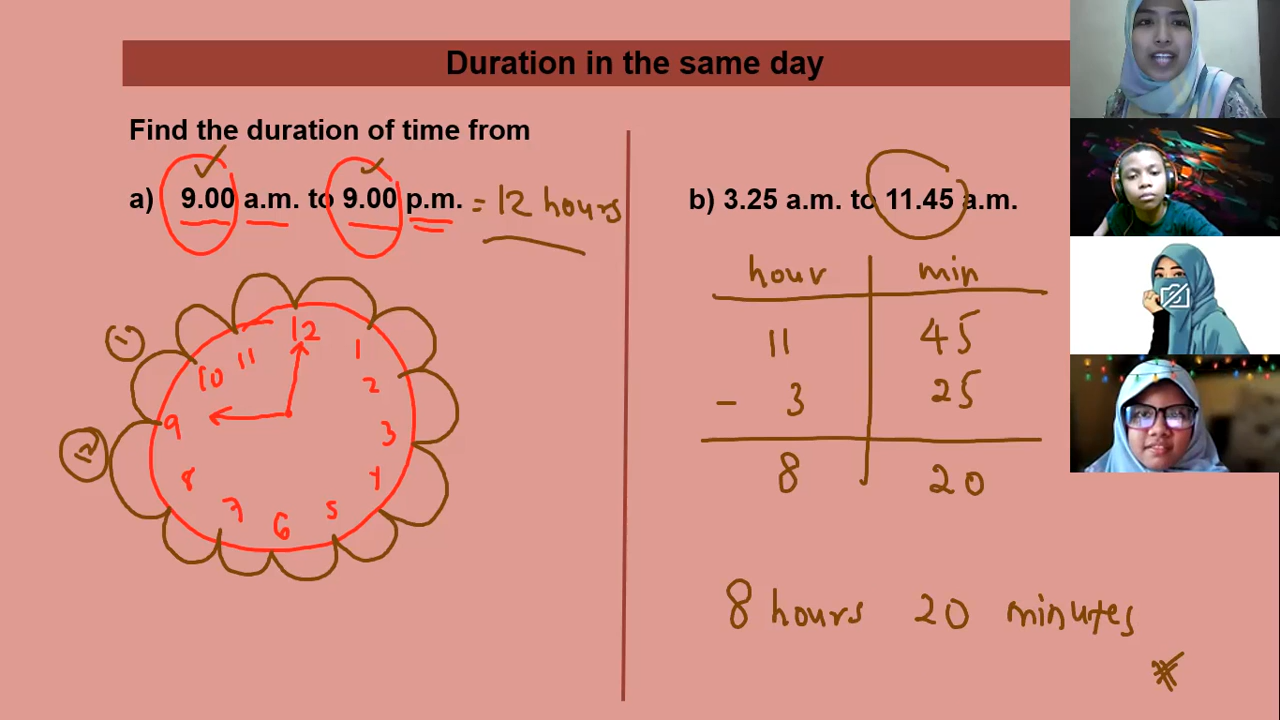 Duration in the same day
Find the duration of time from
a) 9.00 a.m. to 9.00 p.m. = 12 hours
12
11
1
10
2
9
3
8
4
7
5
6
1
12
b) 3.25 a.m. to 11.45 a.m.
hour min
11 45
- 3 25
8 20
8 hours 20 minutes